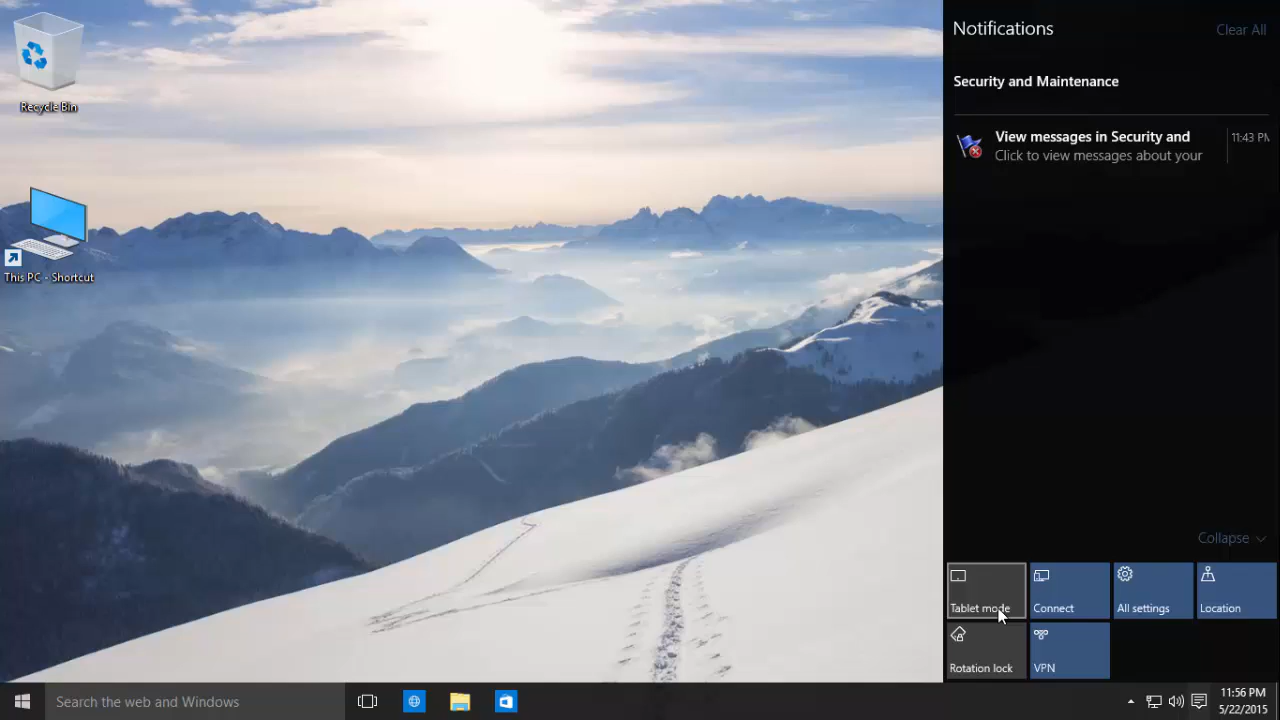 Recycle Bin
This PC - Shortcut
Notifications
Clear All
Security and Maintenance
View messages in Security and
11:43 PM
Click to view messages about your
Collapse
Tablet mode
Connect
All settings
Location
Rotation lock
VPN
Search the web and Windows
11:56 PM
5/22/2015